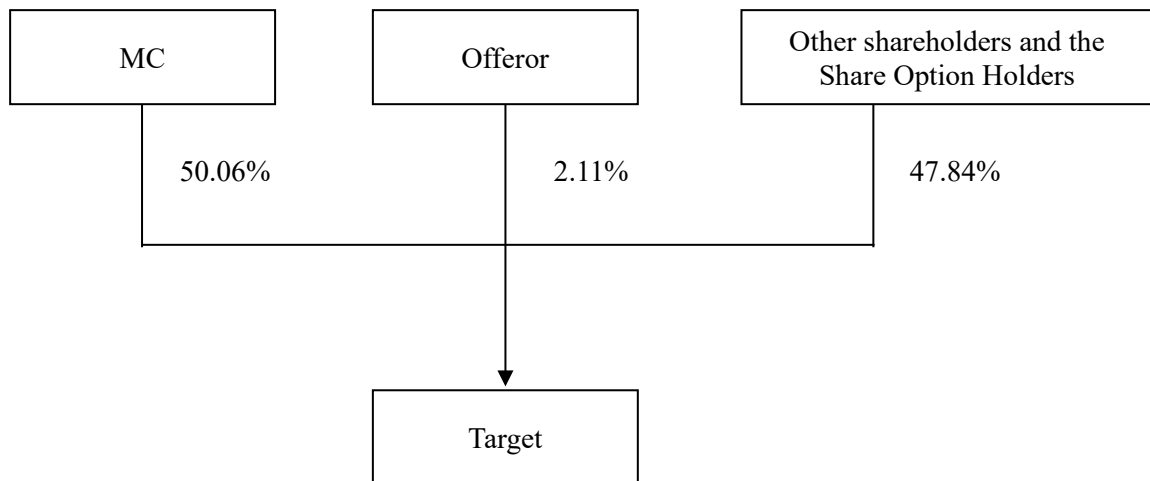 MC
Offeror
Other shareholders and the
Share Option Holders
50.06%
2.11%
47.84%
Target